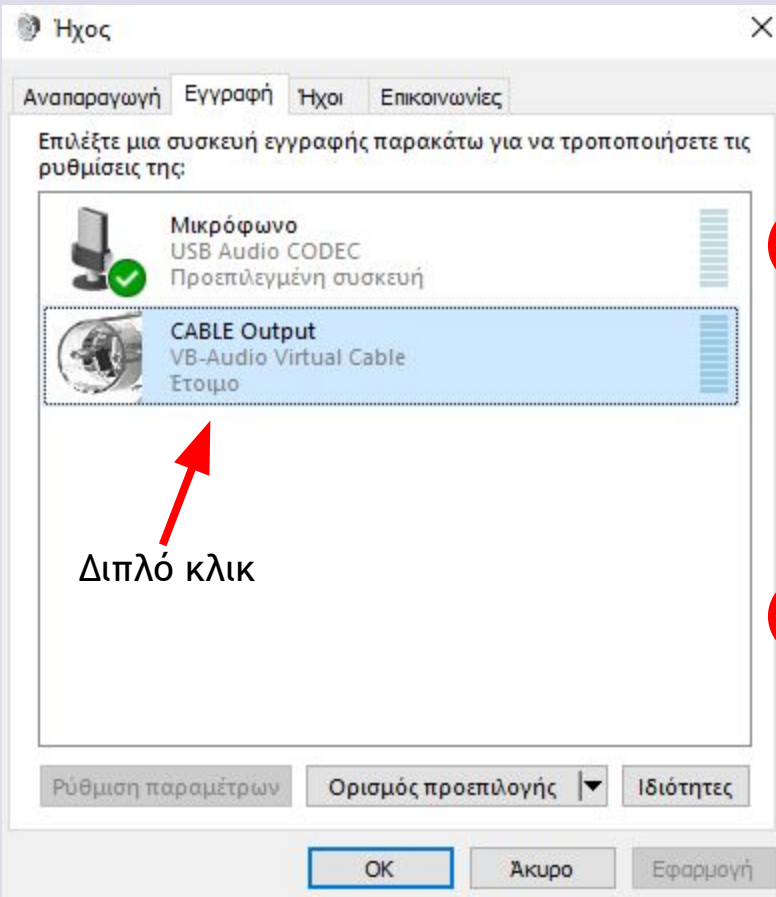 Ήχος
Αναπαραγωγή Εγγραφή Ήχοι Επικοινωνίες
Επιλέξτε μια συσκευή εγγραφής παρακάτω για να τροποποιήσετε τις
ρυθμίσεις της:
Μικρόφωνο
USB Audio CODEC
Προεπιλεγμένη συσκευή
CABLE Output
VB-Audio Virtual Cable
Έτοιμο
Διπλό κλικ
Ρύθμιση παραμέτρων Ορισμός προεπιλογής Ιδιότητες
OK Άκυρο Εφαρμογή